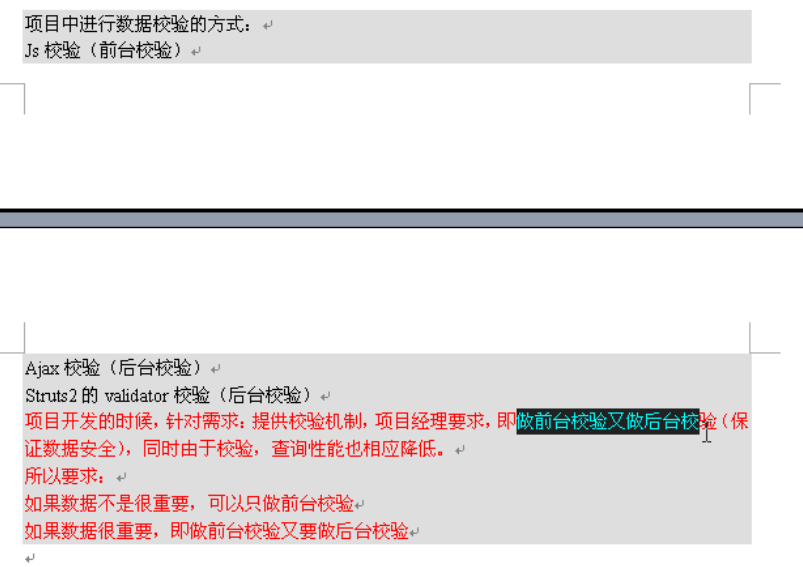 项目中进行数据校验的方式：
Js 校验（前台校验）
Ajax 校验（后台校验）
Struts2 的 validator 校验（后台校验）
项目开发的时候，针对需求：提供校验机制，项目经理要求，即做前台校验又做后台校验（保
证数据安全），同时由于校验，查询性能也相应降低。
所以要求：
如果数据不是很重要，可以只做前台校验
如果数据很重要，即做前台校验又要做后台校验